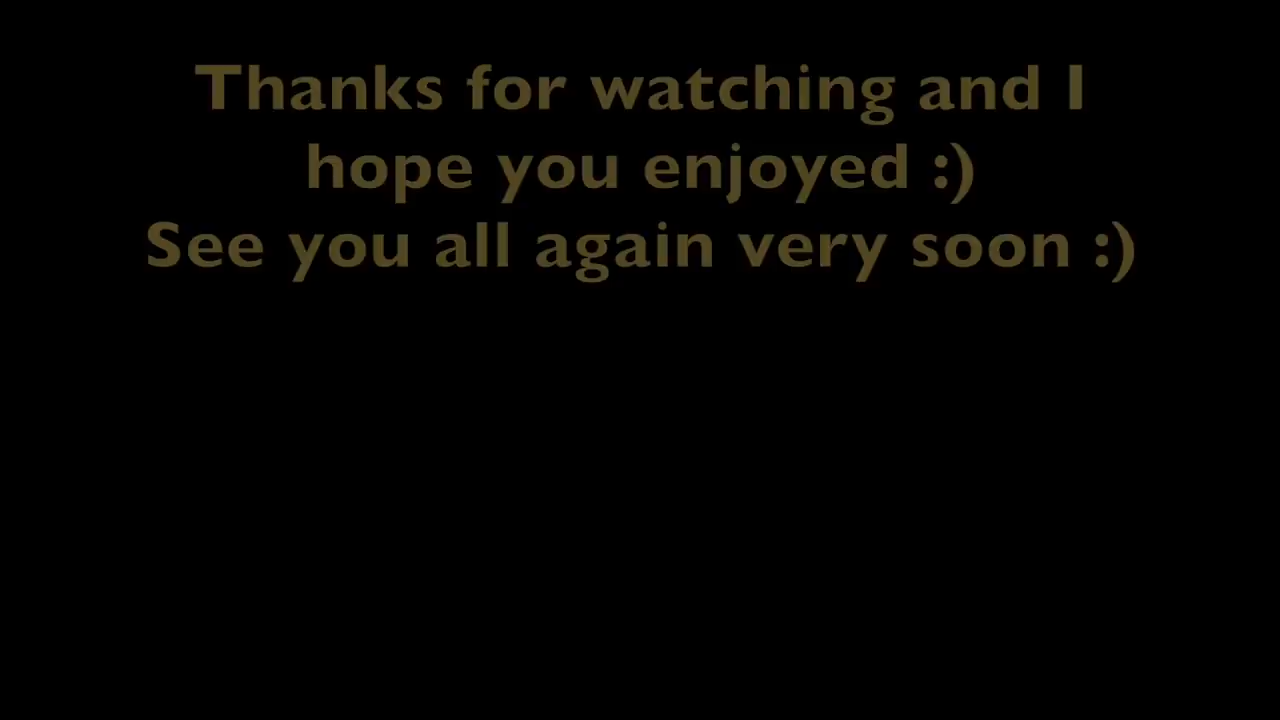 Thanks for watching and I
hope you enjoyed :)
See you all again very soon :)